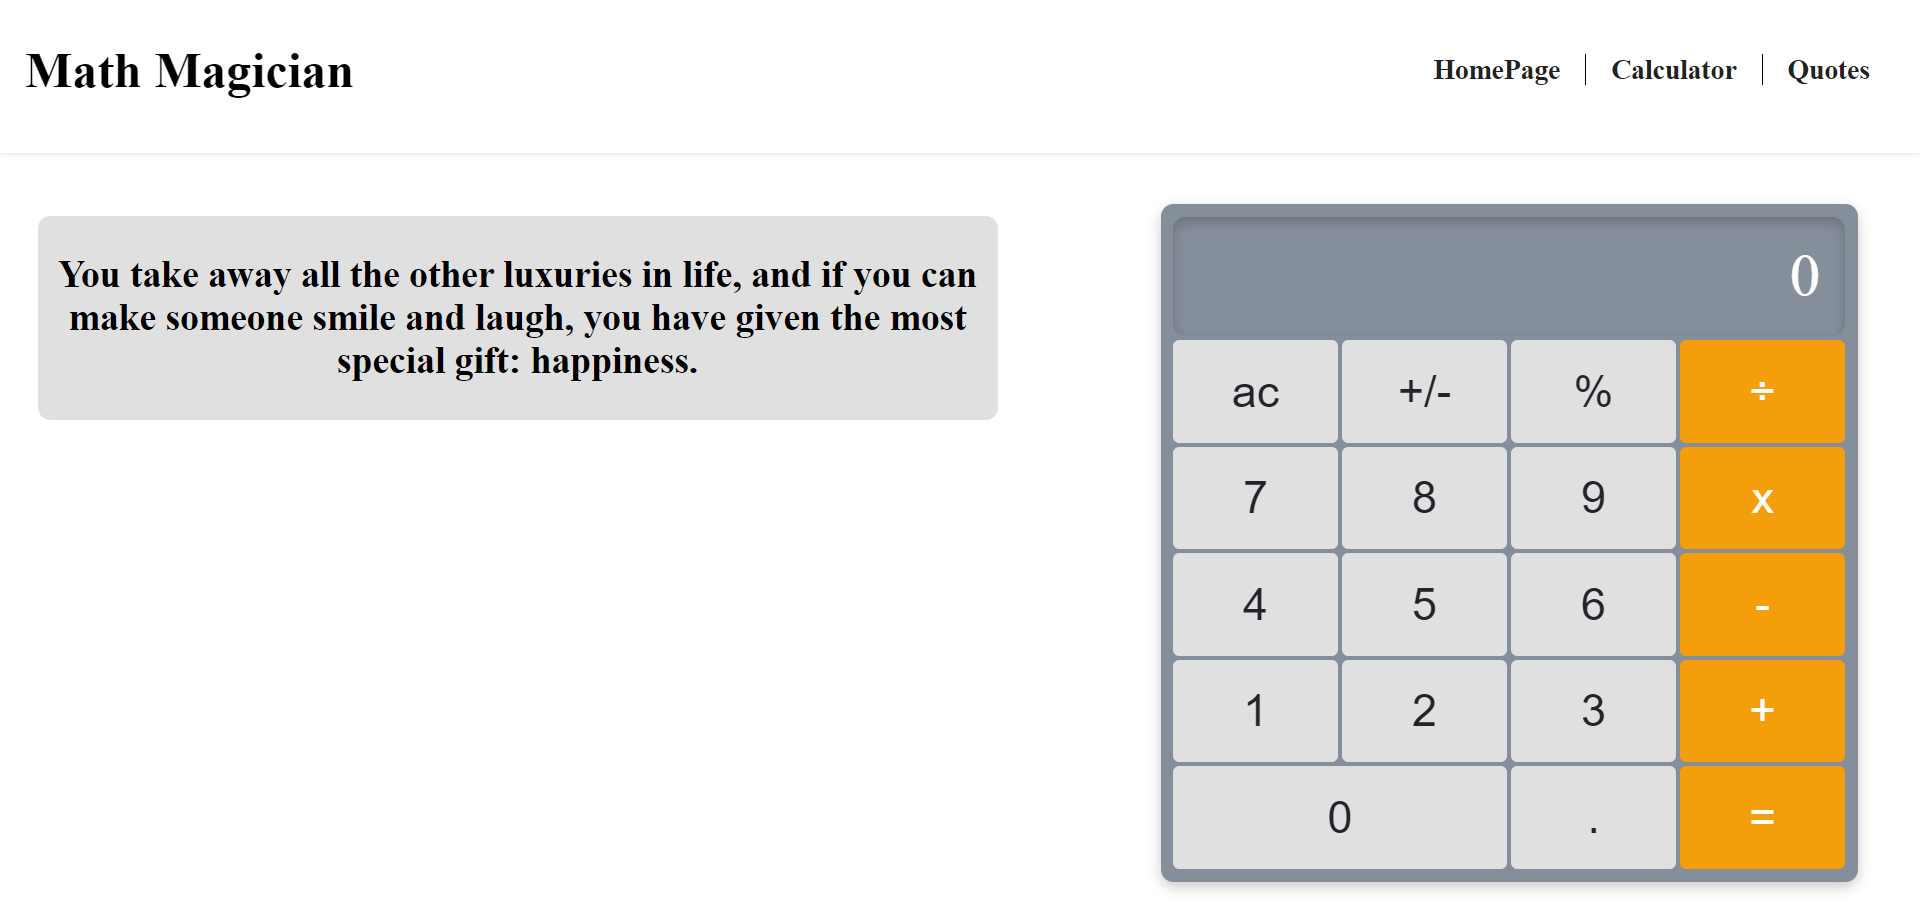 Math Magician
HomePage
Calculator
Quotes
You take away all the other luxuries in life, and if you can
make someone smile and laugh, you have given the most
special gift: happiness.
0
ac +/- % ÷
7 8 9 x
4 5 6 -
1 2 3 +
0 . =